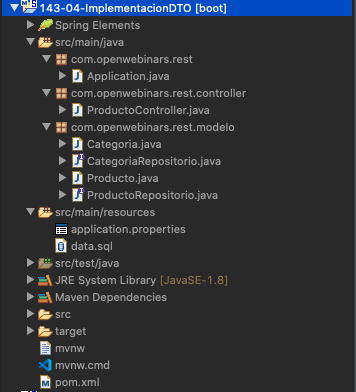 143-04-ImplementacionDTO [boot]
Spring Elements
src/main/java
com.openwebinars.rest
Application.java
com.openwebinars.rest.controller
ProductoController.java
com.openwebinars.rest.modelo
Categoria.java
CategoriaRepositorio.java
Producto.java
ProductoRepositorio.java
src/main/resources
application.properties
data.sql
src/test/java
JRE System Library [JavaSE-1.8]
Maven Dependencies
src
target
mvnw
mvnw.cmd
pom.xml